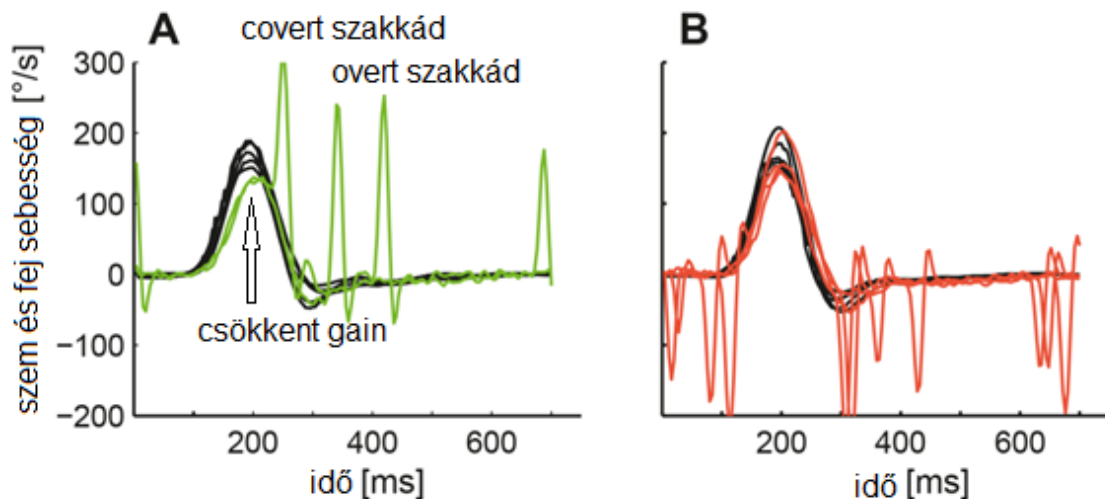 A
covert szakkád
overt szakkád
B
szem és fej sebesség [°/s]
300
200
100
0
−100
−200
csökkent gain
200
400
600
idő [ms]
200
400
600
idő [ms]